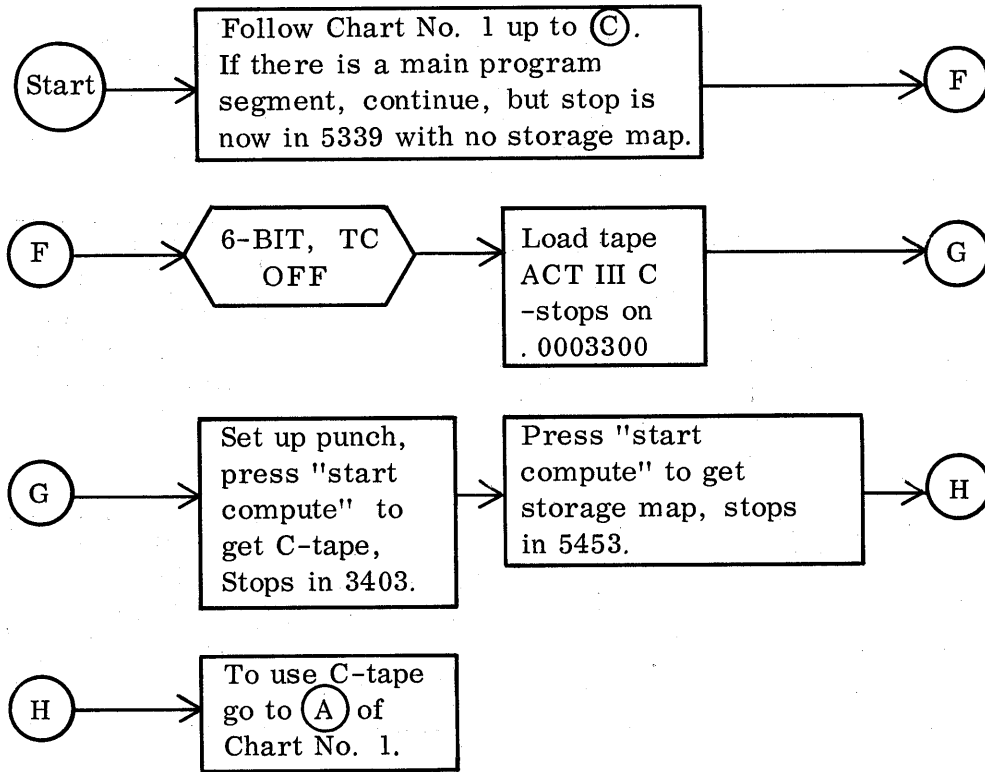 Start
Follow Chart No. 1 up to C.
If there is a main program
segment, continue, but stop is
now in 5339 with no storage map.
F
F
6-BIT, TC
OFF
Load tape
ACT III C
-stops on
.0003300
G
G
Set up punch,
press "start
compute" to
get C-tape,
Stops in 3403.
Press "start
compute" to get
storage map, stops
in 5453.
H
H
To use C-tape
go to A of
Chart No. 1.